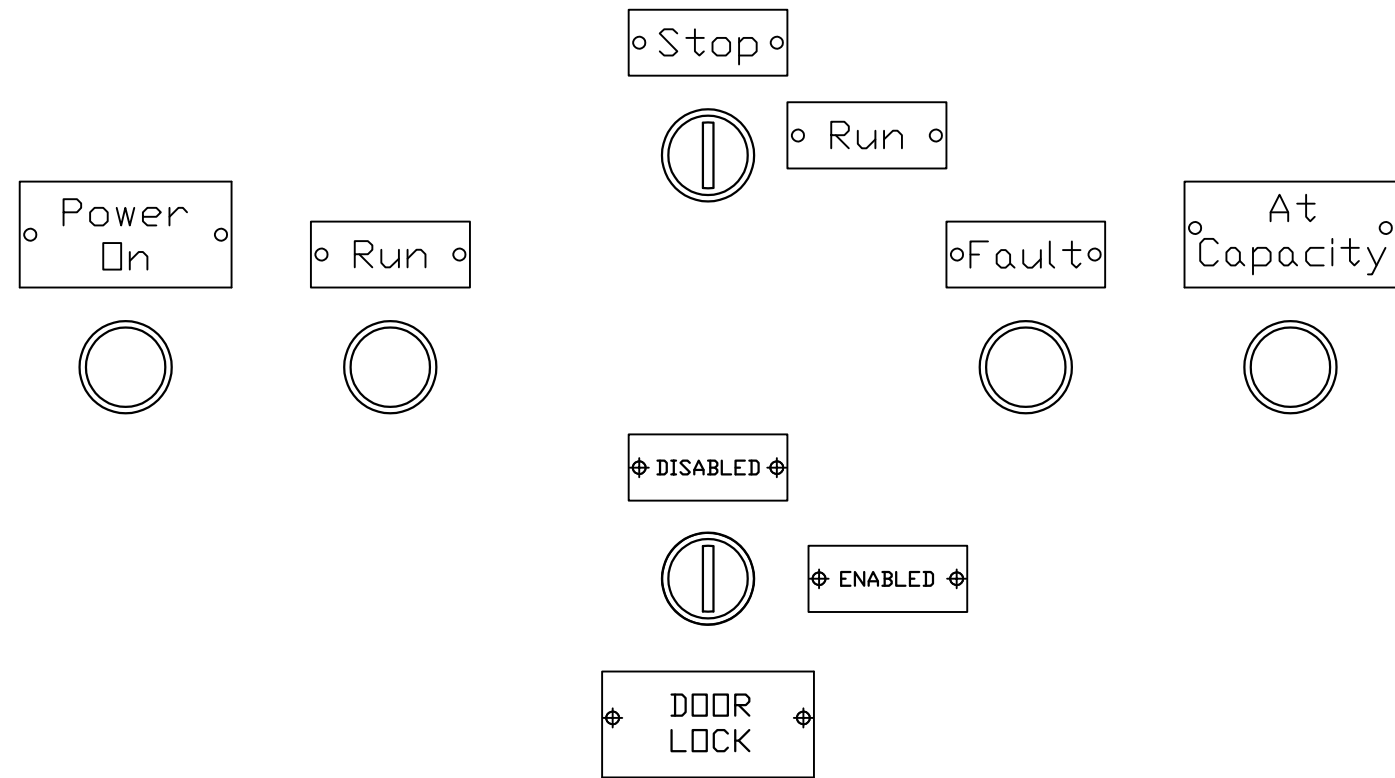 Stop
Run
Power
On
Run
Fault
At
Capacity
DISABLED
ENABLED
DOOR
LOCK